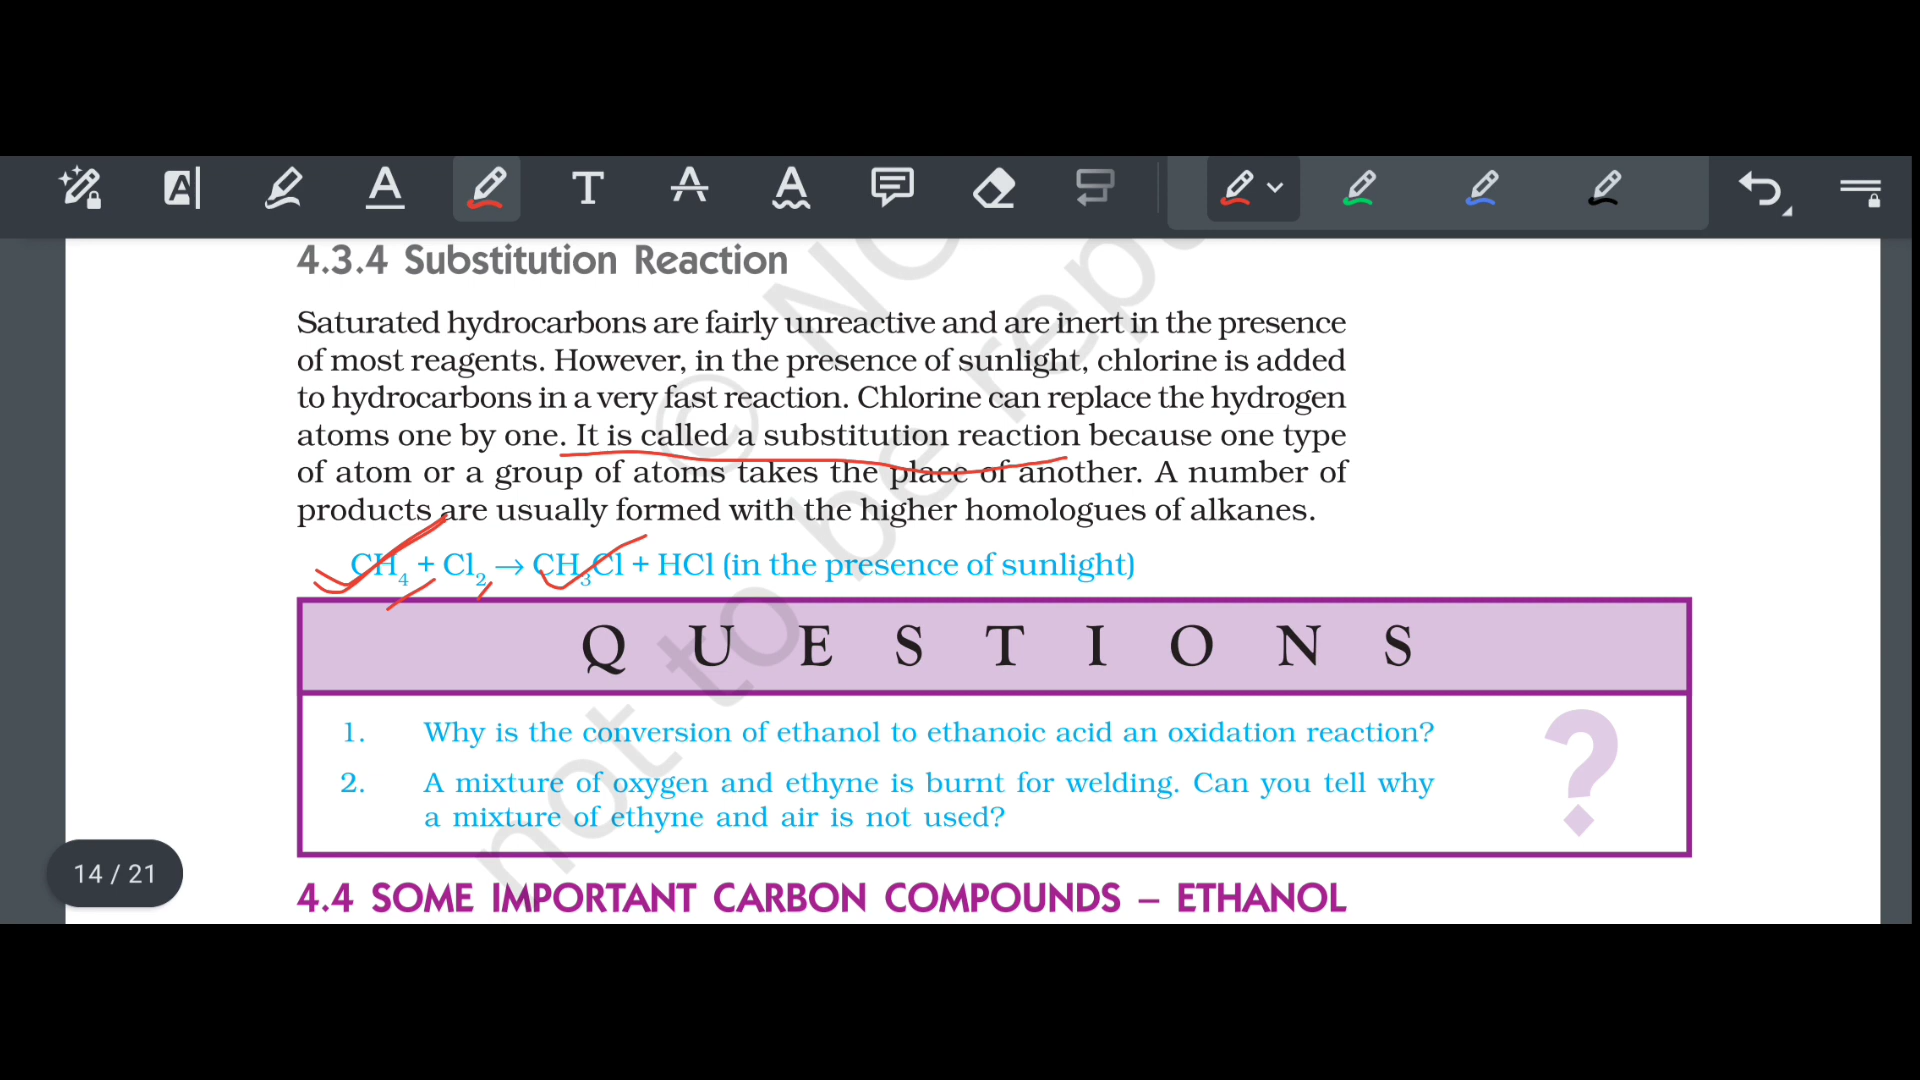 4.3.4 Substitution Reaction
Saturated hydrocarbons are fairly unreactive and are inert in the presence
of most reagents. However, in the presence of sunlight, chlorine is added
to hydrocarbons in a very fast reaction. Chlorine can replace the hydrogen
atoms one by one. It is called a substitution reaction because one type
of atom or a group of atoms takes the place of another. A number of
products are usually formed with the higher homologues of alkanes.
CH₄ + Cl₂ → CH₃Cl + HCl (in the presence of sunlight)
QUESTIONS
1. Why is the conversion of ethanol to ethanoic acid an oxidation reaction?
2. A mixture of oxygen and ethyne is burnt for welding. Can you tell why
a mixture of ethyne and air is not used?
?
14 / 21
4.4 SOME IMPORTANT CARBON COMPOUNDS – ETHANOL
not to be